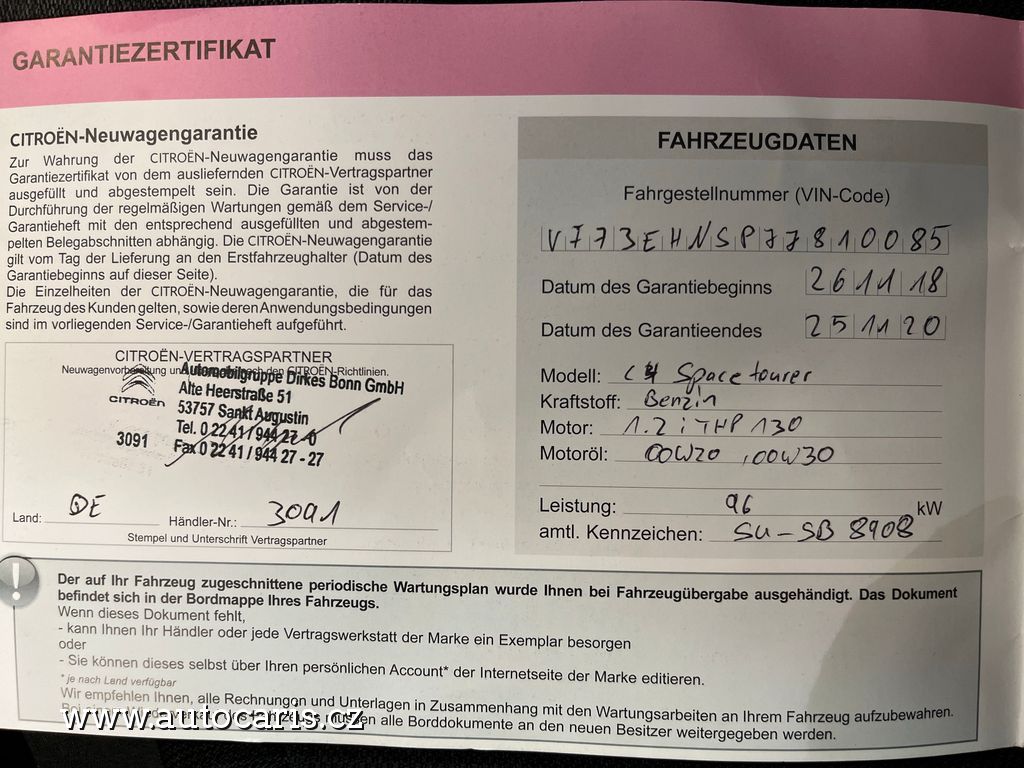 GARANTIEZERTIFIKAT
CITROËN-Neuwagengarantie
Zur Wahrung der CITROËN-Neuwagengarantie muss das
Garantiezertifikat von dem ausliefernden CITROËN-Vertragspartner
ausgefüllt und abgestempelt sein. Die Garantie ist von der
Durchführung der regelmäßigen Wartungen gemäß dem Service-/
Garantieheft mit den entsprechend ausgefüllten und abgestem-
pelten Belegabschnitten abhängig. Die CITROËN-Neuwagengarantie
gilt vom Tag der Lieferung an den Erstfahrzeughalter (Datum des
Garantiebeginns auf dieser Seite).
Die Einzelheiten der CITROËN-Neuwagengarantie, die für das
Fahrzeug des Kunden gelten, sowie deren Anwendungsbedingungen
sind im vorliegenden Service-/Garantieheft aufgeführt.
CITROËN-VERTRAGSPARTNER
Neuwagenvorbereitung nach den CITROËN-Richtlinien.
Automobilgruppe Dirkes Bonn GmbH
Alte Heerstraße 51
53757 Sankt Augustin
Tel. 0 22 41 / 944 27 - 0
Fax 0 22 41 / 944 27 - 27
CITROËN
3091
Land: DE Händler-Nr.: 3091
Stempel und Unterschrift Vertragspartner
FAHRZEUGDATEN
Fahrgestellnummer (VIN-Code)
VF73EHNSPJJ810085
Datum des Garantiebeginns 261118
Datum des Garantieendes 251120
Modell: C4 Spacetourer
Kraftstoff: Benzin
Motor: 1.2 i THP 130
Motoröl: 00W20, 00W30
Leistung: 96 kW
amtl. Kennzeichen: SU-SB 8908
!
Der auf Ihr Fahrzeug zugeschnittene periodische Wartungsplan wurde Ihnen bei Fahrzeugübergabe ausgehändigt. Das Dokument
befindet sich in der Bordmappe Ihres Fahrzeugs.
Wenn dieses Dokument fehlt,
- kann Ihnen Ihr Händler oder jede Vertragswerkstatt der Marke ein Exemplar besorgen
oder
- Sie können dieses selbst über Ihren persönlichen Account* der Internetseite der Marke editieren.
* je nach Land verfügbar
Wir empfehlen Ihnen, alle Rechnungen und Unterlagen in Zusammenhang mit den Wartungsarbeiten an Ihrem Fahrzeug aufzubewahren.
alle Borddokumente an den neuen Besitzer weitergegeben werden.
www.autocaris.cz